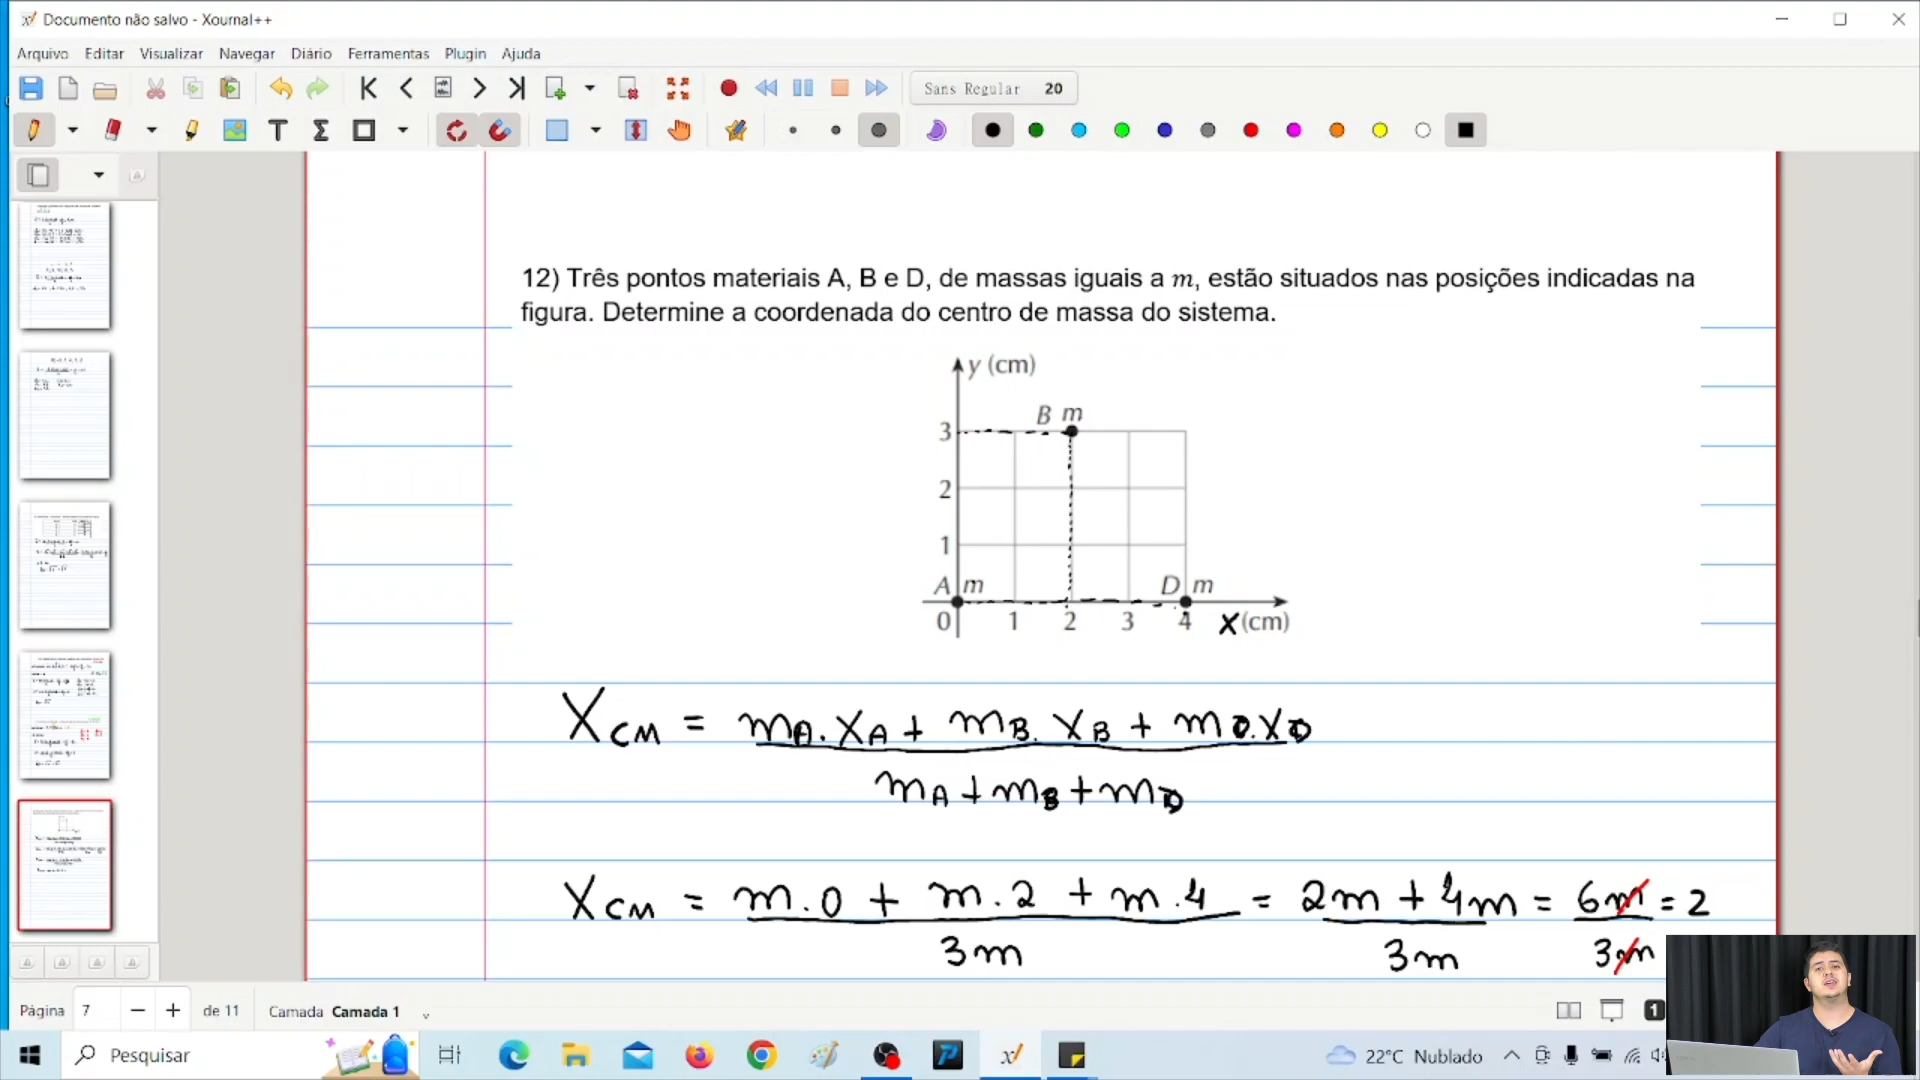 Documento não salvo - Xournal++
Arquivo Editar Visualizar Navegar Diário Ferramentas Plugin Ajuda
Sans Regular 20
12) Três pontos materiais A, B e D, de massas iguais a m, estão situados nas posições indicadas na
figura. Determine a coordenada do centro de massa do sistema.
y (cm)
B m
3
2
1
A m D m
0 1 2 3 4 X (cm)
XCM = mA.XA + mB.XB + mD.XD
mA + mB + mD
XCM = m.0 + m.2 + m.4 = 2m + 4m = 6m = 2
3m 3m 3m
Página 7 de 11 Camada Camada 1
1
Pesquisar 22°C Nublado